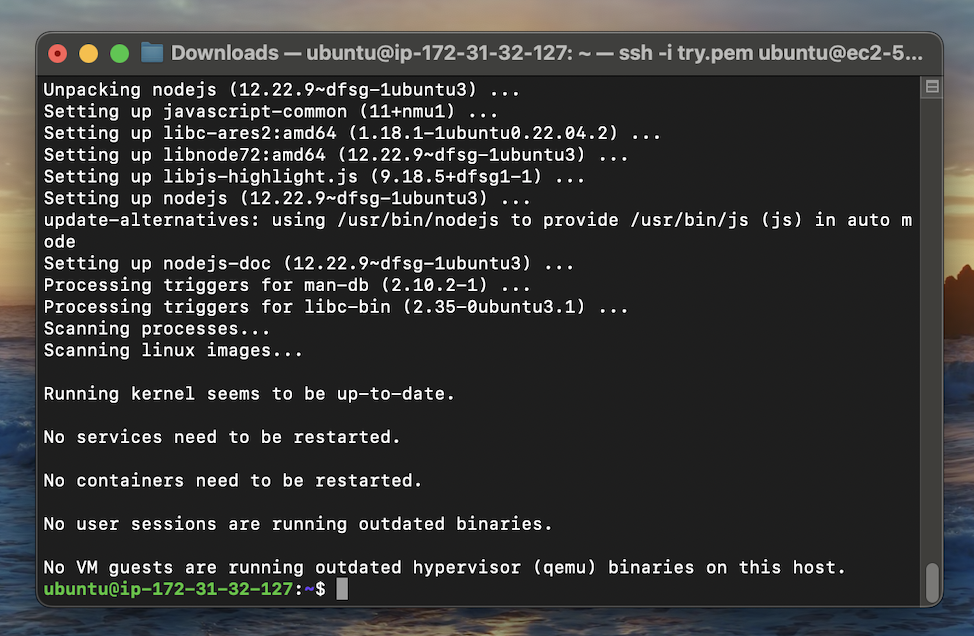 Downloads — ubuntu@ip-172-31-32-127: ~ — ssh -i try.pem ubuntu@ec2-5...
Unpacking nodejs (12.22.9~dfsg-1ubuntu3) ...
Setting up javascript-common (11+nmu1) ...
Setting up libc-ares2:amd64 (1.18.1-1ubuntu0.22.04.2) ...
Setting up libnode72:amd64 (12.22.9~dfsg-1ubuntu3) ...
Setting up libjs-highlight.js (9.18.5+dfsg1-1) ...
Setting up nodejs (12.22.9~dfsg-1ubuntu3) ...
update-alternatives: using /usr/bin/nodejs to provide /usr/bin/js (js) in auto m
ode
Setting up nodejs-doc (12.22.9~dfsg-1ubuntu3) ...
Processing triggers for man-db (2.10.2-1) ...
Processing triggers for libc-bin (2.35-0ubuntu3.1) ...
Scanning processes...
Scanning linux images...
Running kernel seems to be up-to-date.
No services need to be restarted.
No containers need to be restarted.
No user sessions are running outdated binaries.
No VM guests are running outdated hypervisor (qemu) binaries on this host.
ubuntu@ip-172-31-32-127:~$